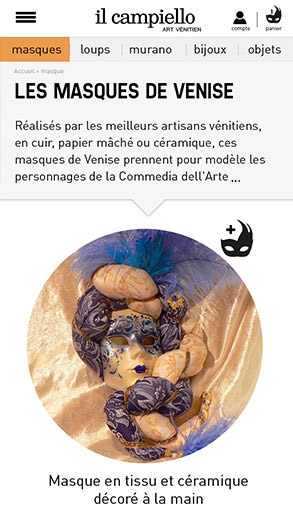 il campiello
ART VÉNITIEN
compte
panier
masques | loups | murano | bijoux | objets
Accueil » masque
LES MASQUES DE VENISE
Réalisés par les meilleurs artisans vénitiens,
en cuir, papier mâché ou céramique, ces
masques de Venise prennent pour modèle les
personnages de la Commedia dell'Arte ...
Masque en tissu et céramique
décoré à la main